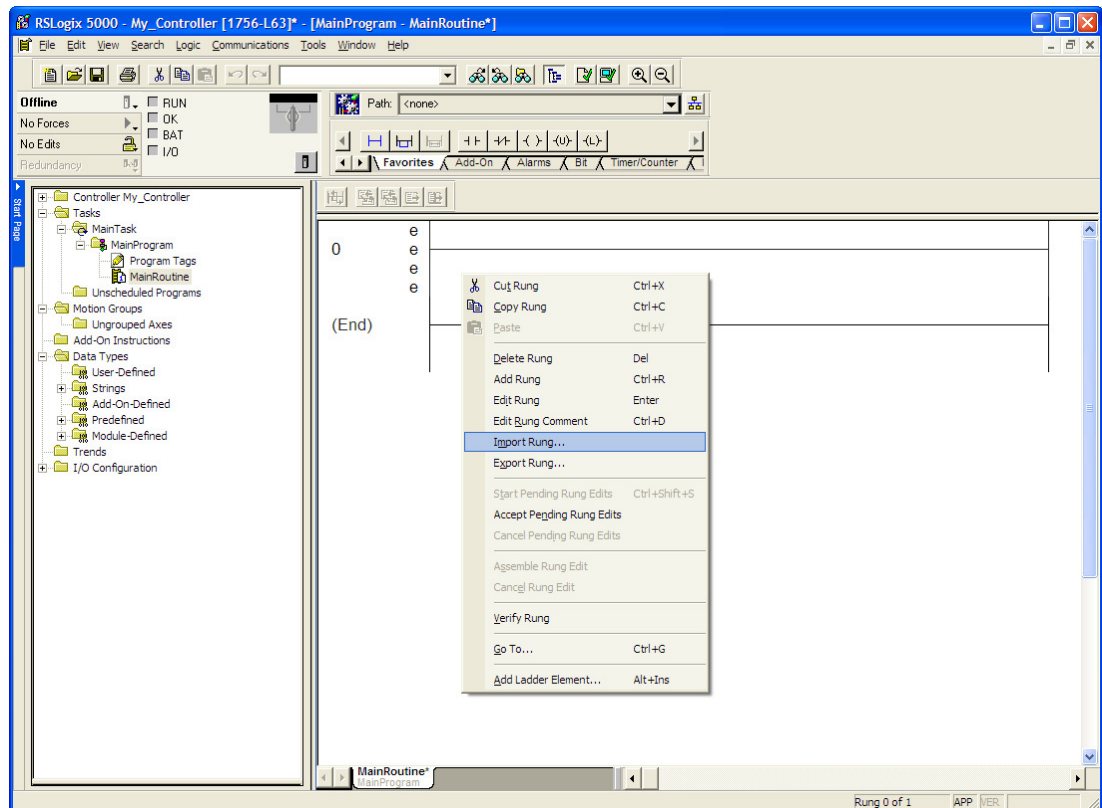 RSLogix 5000 - My_Controller [1756-L63]* - [MainProgram - MainRoutine*]
File Edit View Search Logic Communications Tools Window Help
Offline
RUN
No Forces
OK
No Edits
BAT
Redundancy
I/O
Path: <none>
(U) (L)
Favorites Add-On Alarms Bit Timer/Counter
Start Page
Controller My_Controller
Tasks
MainTask
MainProgram
Program Tags
MainRoutine
Unscheduled Programs
Motion Groups
Ungrouped Axes
Add-On Instructions
Data Types
User-Defined
Strings
Add-On-Defined
Predefined
Module-Defined
Trends
I/O Configuration
e
0 e
e
e
(End)
Cut Rung Ctrl+X
Copy Rung Ctrl+C
Paste Ctrl+V
Delete Rung Del
Add Rung Ctrl+R
Edit Rung Enter
Edit Rung Comment Ctrl+D
Import Rung...
Export Rung...
Start Pending Rung Edits Ctrl+Shift+S
Accept Pending Rung Edits
Cancel Pending Rung Edits
Assemble Rung Edit
Cancel Rung Edit
Verify Rung
Go To... Ctrl+G
Add Ladder Element... Alt+Ins
MainRoutine*
MainProgram
Rung 0 of 1 APP VER